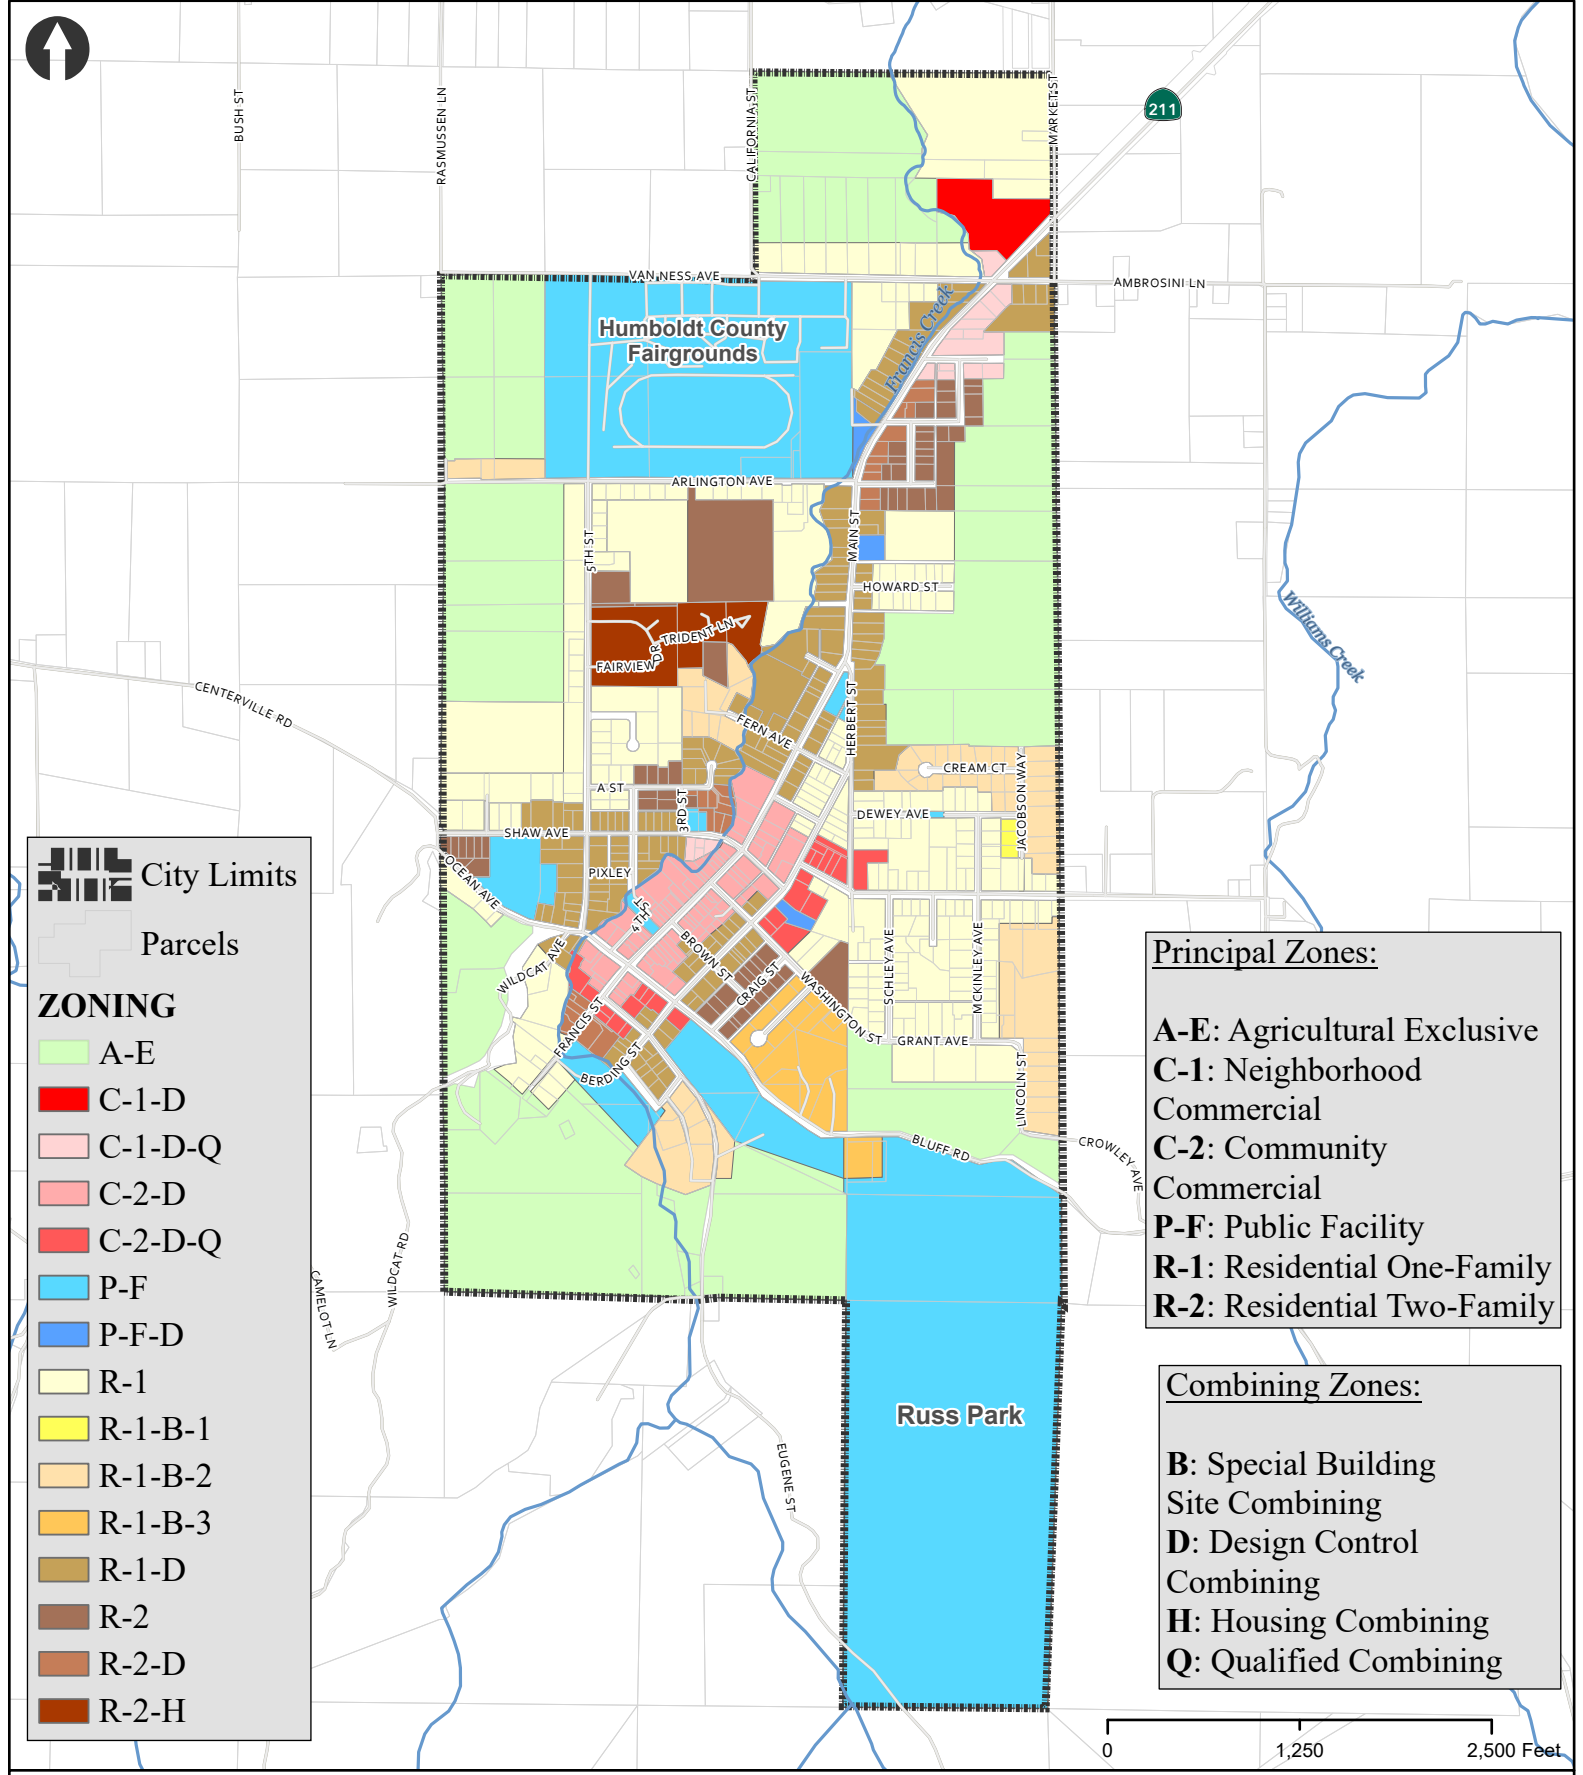 BUSH ST
RASMUSSEN LN
CALIFORNIA ST
MARKET ST
211
VAN NESS AVE
AMBROSINI LN
Humboldt County
Fairgrounds
Francis Creek
ARLINGTON AVE
5TH ST
MAIN ST
HOWARD ST
Williams Creek
TRIDENT LN
FAIRVIEW DR
CENTERVILLE RD
HERBERT ST
FERN AVE
CREAM CT
JACOBSON WAY
A ST
3RD ST
DEWEY AVE
SHAW AVE
PIXLEY
OCEAN AVE
4TH ST
BROWN ST
WILDCAT AVE
CRAIG ST
WASHINGTON ST
SCHLEY AVE
MCKINLEY AVE
FRANCIS ST
GRANT AVE
BERDING ST
LINCOLN ST
BLUFF RD
CROWLEY AVE
WILDCAT RD
CAMELOT LN
EUGENE ST
Russ Park
City Limits
Parcels
ZONING
A-E
C-1-D
C-1-D-Q
C-2-D
C-2-D-Q
P-F
P-F-D
R-1
R-1-B-1
R-1-B-2
R-1-B-3
R-1-D
R-2
R-2-D
R-2-H
Principal Zones:
A-E: Agricultural Exclusive
C-1: Neighborhood
Commercial
C-2: Community
Commercial
P-F: Public Facility
R-1: Residential One-Family
R-2: Residential Two-Family
Combining Zones:
B: Special Building
Site Combining
D: Design Control
Combining
H: Housing Combining
Q: Qualified Combining
0 1,250 2,500 Feet